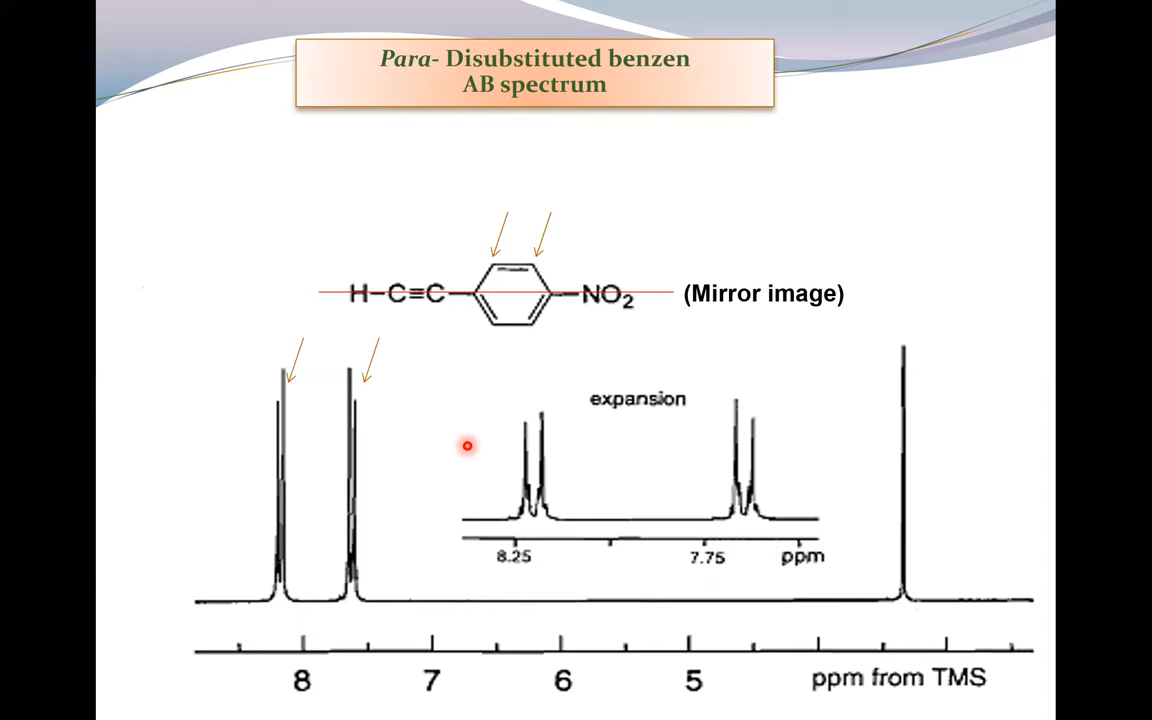 Para- Disubstituted benzen
AB spectrum
H-C≡C- -NO₂ (Mirror image)
expansion
8.25 7.75 ppm
8 7 6 5 ppm from TMS